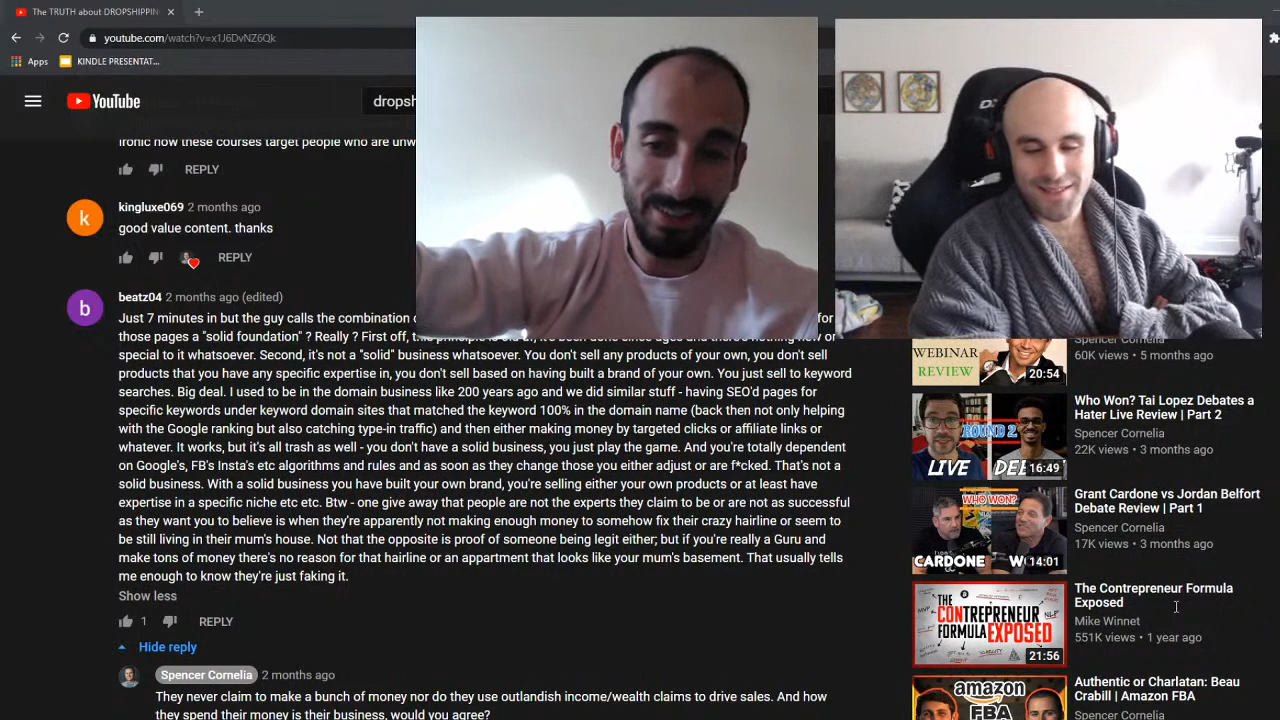 The TRUTH about DROPSHIPPIN
youtube.com/watch?v=x1J6DvNZ6Qk
Apps
KINDLE PRESENTAT...
YouTube
dropsh
ironic how these courses target people who are unw
REPLY
k
kingluxe069 2 months ago
good value content. thanks
REPLY
b
beatz04 2 months ago (edited)
Just 7 minutes in but the guy calls the combination for
those pages a "solid foundation" ? Really ? First off,
special to it whatsoever. Second, it's not a "solid" business whatsoever. You don't sell any products of your own, you don't sell
products that you have any specific expertise in, you don't sell based on having built a brand of your own. You just sell to keyword
searches. Big deal. I used to be in the domain business like 200 years ago and we did similar stuff - having SEO'd pages for
specific keywords under keyword domain sites that matched the keyword 100% in the domain name (back then not only helping
with the Google ranking but also catching type-in traffic) and then either making money by targeted clicks or affiliate links or
whatever. It works, but it's a trash as well - you don't have a solid business, you just play the game. And you're totally dependent
on Google's, FB's Insta's etc algorithms and rules and as soon as they change those you either adjust or are f*cked. That's not a
solid business. With a solid business you have built your own brand, you're selling either your own products or at least have
expertise in a specific niche. Btw - one give away that people are not the experts they claim to be or are not as successful
as they want you to believe is when they're apparently not making enough money to somehow fix their crazy hairline or seem to
be still living in their mum's house. Not that the opposite is proof of someone being legit either; but if you're really a Guru and
make tons of money there's no reason for that hairline or an appartment that looks like your mum's basement. That usually tells
me enough to know they're just faking it.
Show less
1
REPLY
Hide reply
Spencer Cornelia 2 months ago
They never claim to make a bunch of money nor do they use outlandish income/wealth claims to drive sales. And how
they spend their money is their business, would you agree?
WEBINAR
REVIEW
20:54
60K views • 5 months ago
ROUND 2
LIVE
DEB
16:49
Who Won? Tai Lopez Debates a
Hater Live Review | Part 2
Spencer Cornelia
22K views • 3 months ago
WHO WON?
CARDONE
14:01
Grant Cardone vs Jordan Belfort
Debate Review | Part 1
Spencer Cornelia
17K views • 3 months ago
THE
CONTREPRENEUR
FORMULA EXPOSED
MVP
NLP
21:56
The Contrepreneur Formula
Exposed
Mike Winnet
551K views • 1 year ago
amazon
FBA
Authentic or Charlatan: Beau
Crabill | Amazon FBA
Spencer Cornelia